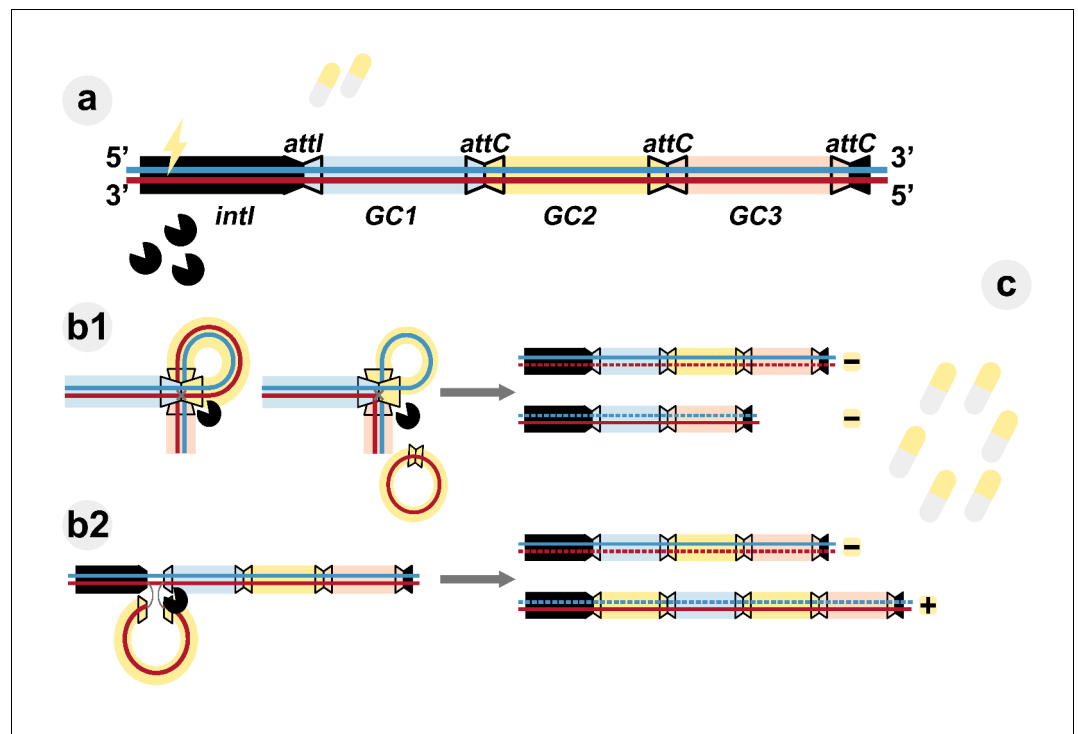 a
attI attC attC attC
5’ 3’
3’ 5’
intI GC1 GC2 GC3
c
b1
−
−
b2
−
+